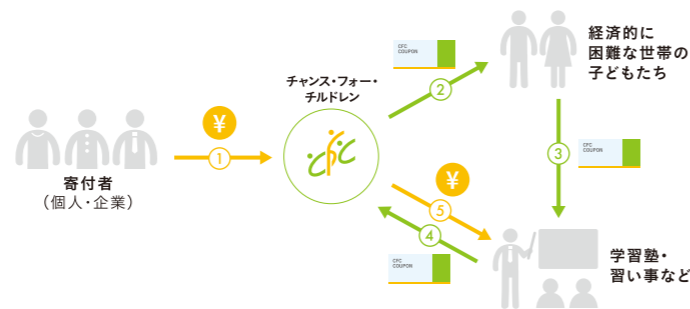 チャンス・フォー・
チルドレン
cfc
¥
1
寄付者
（個人・企業）
CFC
COUPON
2
経済的に
困難な世帯の
子どもたち
3
CFC
COUPON
¥
5
4
CFC
COUPON
学習塾・
習い事など